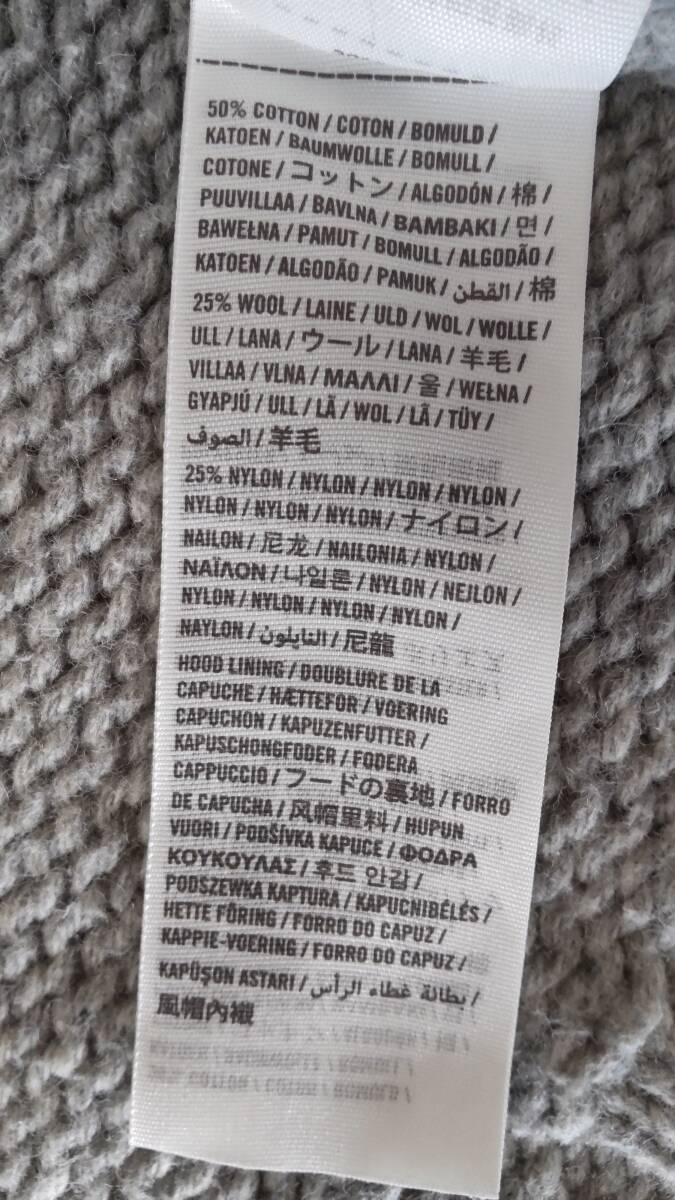 50% COTTON / COTON / BOMULD /
KATOEN / BAUMWOLLE / BOMULL /
COTONE / コットン / ALGODÓN / 棉 /
PUUVILLAA / BAVLNA / BAMBAKI / 면 /
BAWEŁNA / PAMUT / BOMULL / ALGODÃO /
KATOEN / ALGODÃO / PAMUK / القطن / 棉
25% WOOL / LAINE / ULD / WOL / WOLLE /
ULL / LANA / ウール / LANA / 羊毛 /
VILLAA / VLNA / ΜΑΛΛΙ / 울 / WEŁNA /
GYAPJÚ / ULL / LÃ / WOL / LÃ / TÜY /
الصوف / 羊毛
25% NYLON / NYLON / NYLON / NYLON /
NYLON / NYLON / NYLON / ナイロン /
NAILON / 尼龙 / NAILONIA / NYLON /
ΝΑΪΛΟΝ / 나일론 / NYLON / NEJLON /
NYLON / NYLON / NYLON / NYLON /
NAYLON / النايلون / 尼龍
HOOD LINING / DOUBLURE DE LA
CAPUCHE / HÆTTEFOR / VOERING
CAPUCHON / KAPUZENFUTTER /
KAPUSCHONGFODER / FODERA
CAPPUCCIO / フードの裏地 / FORRO
DE CAPUCHA / 风帽里料 / HUPUN
VUORI / PODŠÍVKA KAPUCE / ΦΟΔΡΑ
ΚΟΥΚΟΥΛΑΣ / 후드 안감 /
PODSZEWKA KAPTURA / KAPUCNIBÉLÉS /
HETTE FÔRING / FORRO DO CAPUZ /
KAPPIE-VOERING / FORRO DO CAPUZ /
KAPÜŞON ASTARI / بطانة غطاء الرأس /
風帽內襯